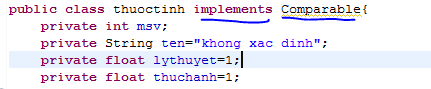 public class thuoctinh implements Comparable{
private int msv;
private String ten="khong xac dinh";
private float lythuyet=1;
private float thuchanh=1;